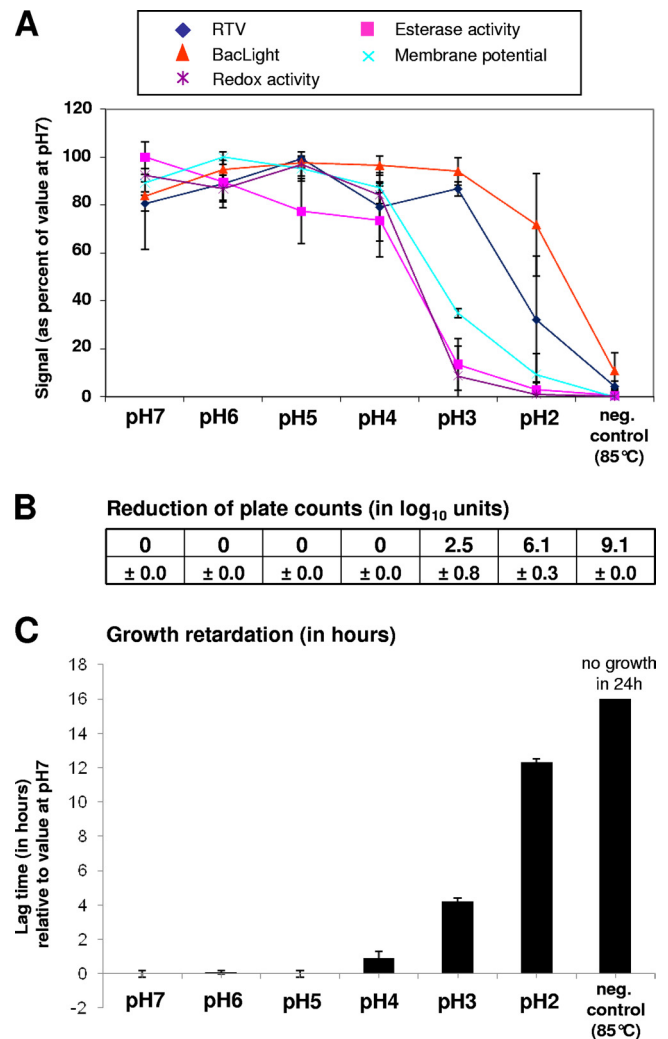 A
RTV
Esterase activity
BacLight
Membrane potential
Redox activity
Signal (as percent of value at pH7)
120
100
80
60
40
20
0
pH7 pH6 pH5 pH4 pH3 pH2 neg.
control
(85°C)
B
Reduction of plate counts (in log10 units)
0 0 0 0 2.5 6.1 9.1
± 0.0 ± 0.0 ± 0.0 ± 0.0 ± 0.8 ± 0.3 ± 0.0
C
Growth retardation (in hours)
Lag time (in hours)
relative to value at pH7
18
16
14
12
10
8
6
4
2
0
-2
no growth
in 24h
pH7 pH6 pH5 pH4 pH3 pH2 neg.
control
(85°C)